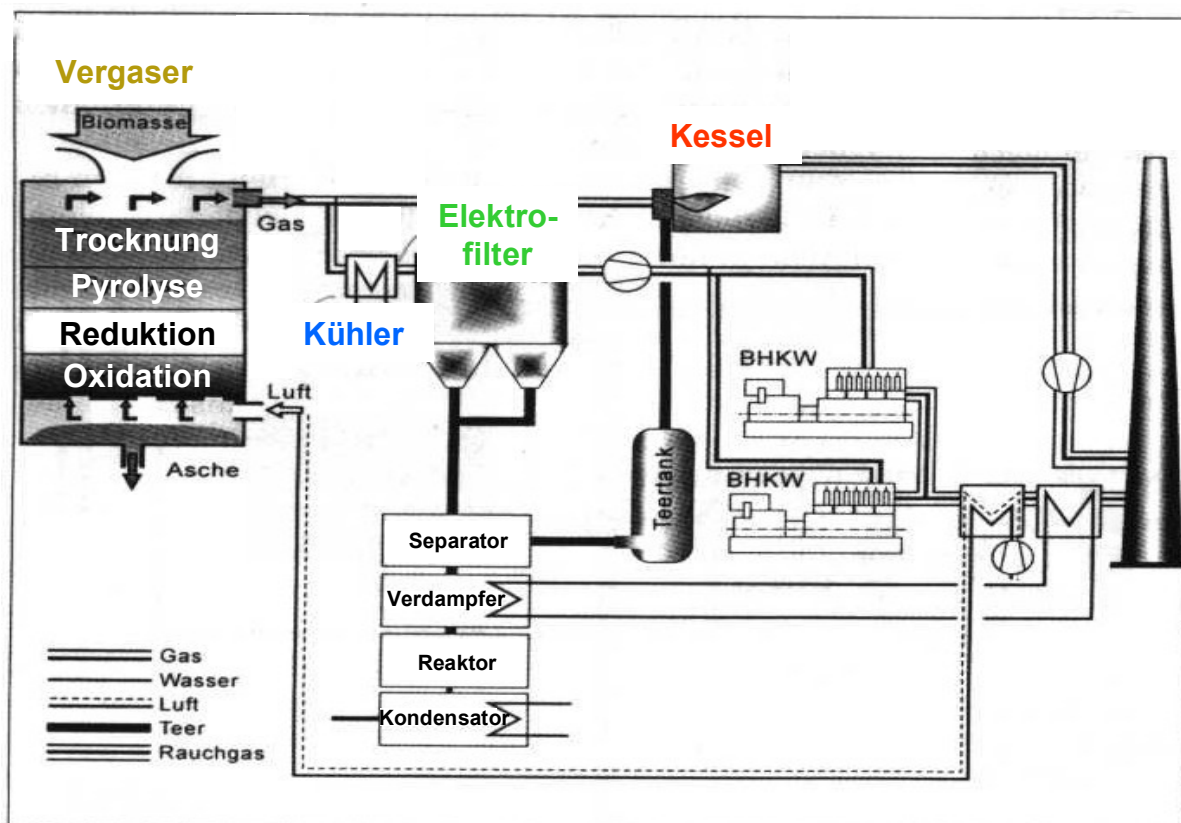 Vergaser
Biomasse
Kessel
Gas
Elektro-
filter
Trocknung
Pyrolyse
Reduktion
Kühler
Oxidation
Luft
BHKW
Asche
Teertank
BHKW
Separator
Verdampfer
Reaktor
Kondensator
Gas
Wasser
Luft
Teer
Rauchgas